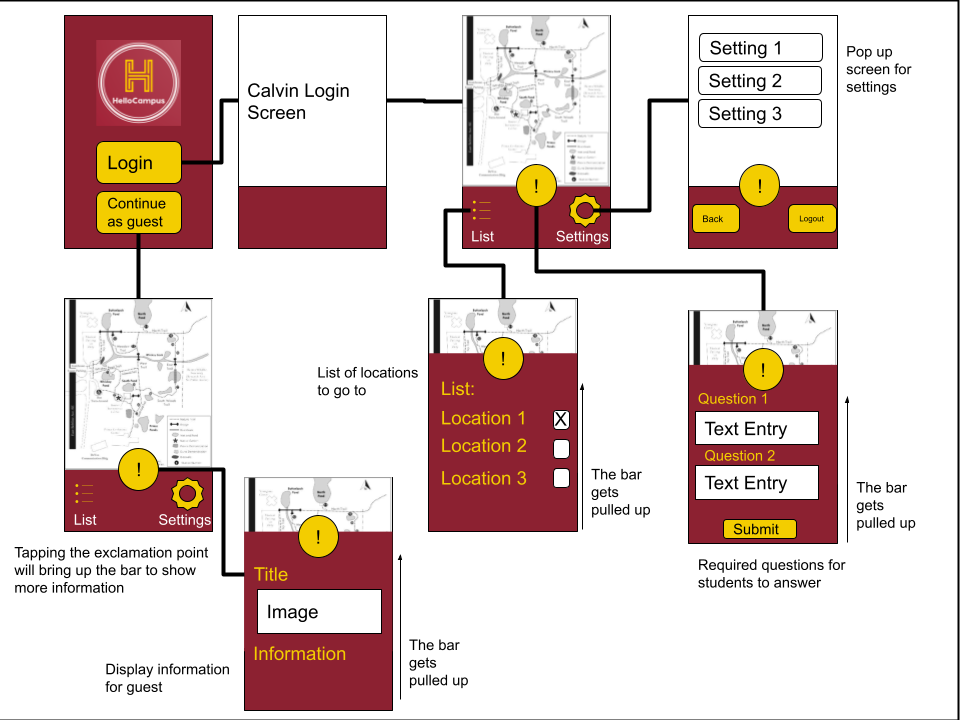 H
HelloCampus
Login
Continue
as guest
Calvin Login
Screen
!
List
Settings
Setting 1
Setting 2
Setting 3
!
Back
Logout
Pop up
screen for
settings
!
List
Settings
Tapping the exclamation point
will bring up the bar to show
more information
!
Title
Image
Information
Display information
for guest
The bar
gets
pulled up
List of locations
to go to
!
List:
Location 1
X
Location 2
Location 3
The bar
gets
pulled up
!
Question 1
Text Entry
Question 2
Text Entry
Submit
The bar
gets
pulled up
Required questions for
students to answer